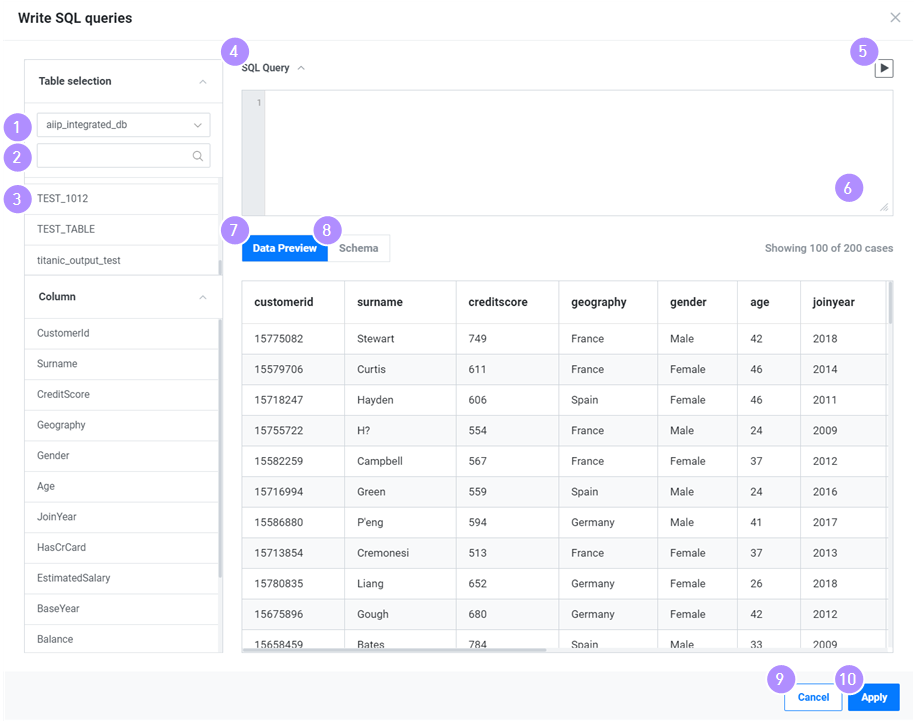 Write SQL queries
4
5
SQL Query
Table selection
1
1
aiip_integrated_db
2
3
TEST_1012
6
TEST_TABLE
7
8
Data Preview
Schema
Showing 100 of 200 cases
titanic_output_test
Column
CustomerId
Surname
CreditScore
Geography
Gender
Age
JoinYear
HasCrCard
EstimatedSalary
BaseYear
Balance
customerid surname creditscore geography gender age joinyear
15775082 Stewart 749 France Male 42 2018
15579706 Curtis 611 France Female 46 2014
15718247 Hayden 606 Spain Female 46 2011
15755722 H? 554 France Male 24 2009
15582259 Campbell 567 France Female 37 2012
15716994 Green 559 Spain Male 24 2016
15586880 P'eng 594 Germany Male 41 2017
15713854 Cremonesi 513 France Female 37 2013
15780835 Liang 652 Germany Female 26 2018
15675896 Gough 680 Germany Female 42 2012
15658459 Bates 784 Spain Male 33 2009
9
10
Cancel
Apply